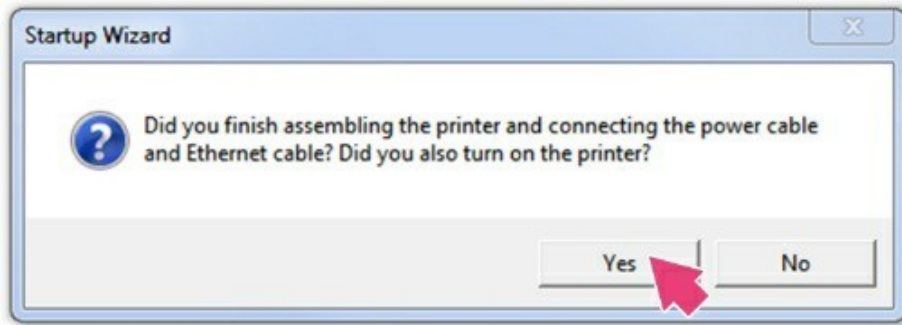 Startup Wizard
Did you finish assembling the printer and connecting the power cable
and Ethernet cable? Did you also turn on the printer?
Yes
No